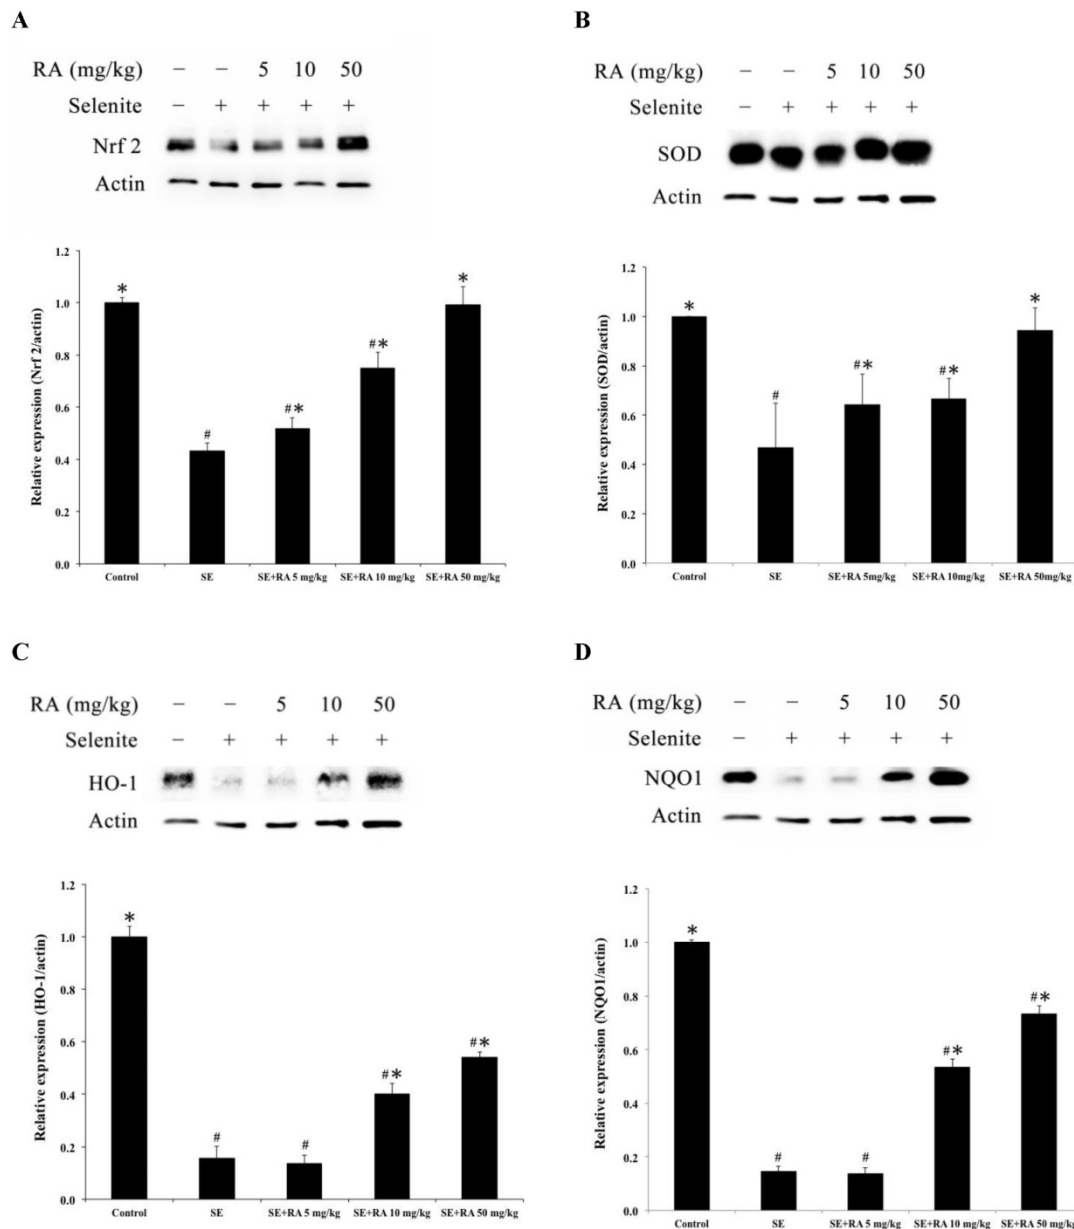 A
RA (mg/kg) – – 5 10 50
Selenite – + + + +
Nrf 2
Actin
Relative expression (Nrf 2/actin)
1.2
1.0
0.8
0.6
0.4
0.2
0.0
* # #* #* *
Control SE SE+RA 5 mg/kg SE+RA 10 mg/kg SE+RA 50 mg/kg
B
RA (mg/kg) – – 5 10 50
Selenite – + + + +
SOD
Actin
Relative expression (SOD/actin)
1.2
1.0
0.8
0.6
0.4
0.2
0.0
* # #* #* *
Control SE SE+RA 5mg/kg SE+RA 10mg/kg SE+RA 50mg/kg
C
RA (mg/kg) – – 5 10 50
Selenite – + + + +
HO-1
Actin
Relative expression (HO-1/actin)
1.2
1.0
0.8
0.6
0.4
0.2
0.0
* # # #* #*
Control SE SE+RA 5 mg/kg SE+RA 10 mg/kg SE+RA 50 mg/kg
D
RA (mg/kg) – – 5 10 50
Selenite – + + + +
NQO1
Actin
Relative expression (NQO1/actin)
1.2
1.0
0.8
0.6
0.4
0.2
0.0
* # # #* #*
Control SE SE+RA 5 mg/kg SE+RA 10 mg/kg SE+RA 50 mg/kg